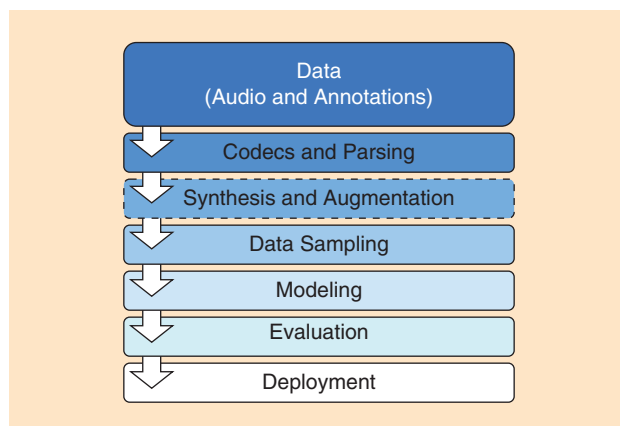 Data
(Audio and Annotations)
Codecs and Parsing
Synthesis and Augmentation
Data Sampling
Modeling
Evaluation
Deployment